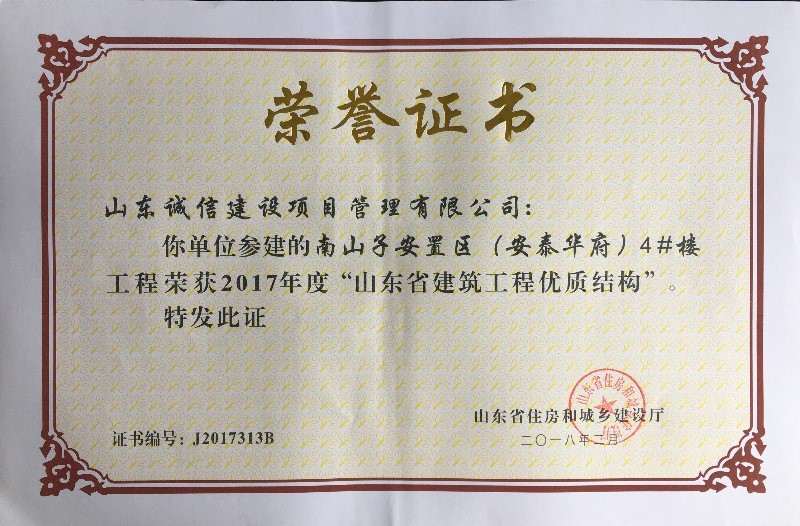 荣誉证书
山东诚信建设项目管理有限公司：
你单位参建的南山子安置区（安泰华府）4#楼
工程荣获2017年度“山东省建筑工程优质结构”。
特发此证
山东省住房和城乡建设厅
证书编号：J2017313B
二〇一八年二月